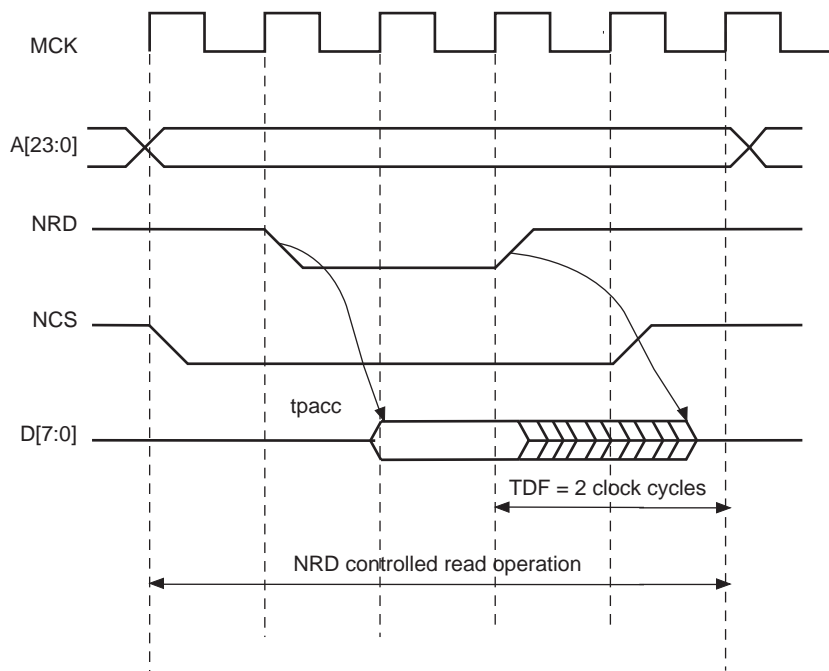 MCK
A[23:0]
NRD
NCS
tpacc
D[7:0]
TDF = 2 clock cycles
NRD controlled read operation